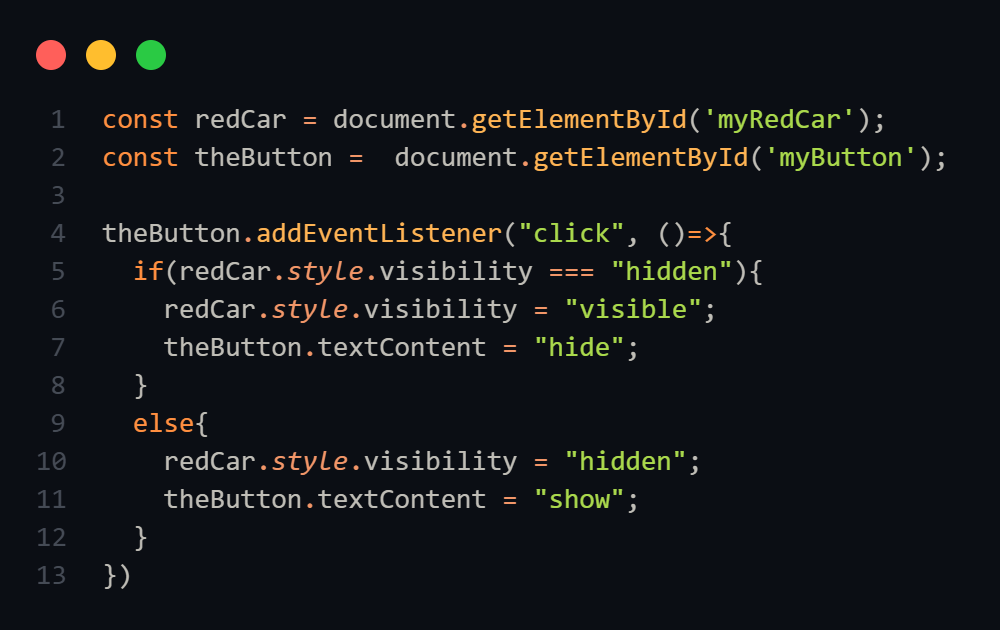 1 const redCar = document.getElementById('myRedCar');
2 const theButton =  document.getElementById('myButton');
3
4 theButton.addEventListener("click", ()=>{
5   if(redCar.style.visibility === "hidden"){
6     redCar.style.visibility = "visible";
7     theButton.textContent = "hide";
8   }
9   else{
10     redCar.style.visibility = "hidden";
11     theButton.textContent = "show";
12   }
13 })